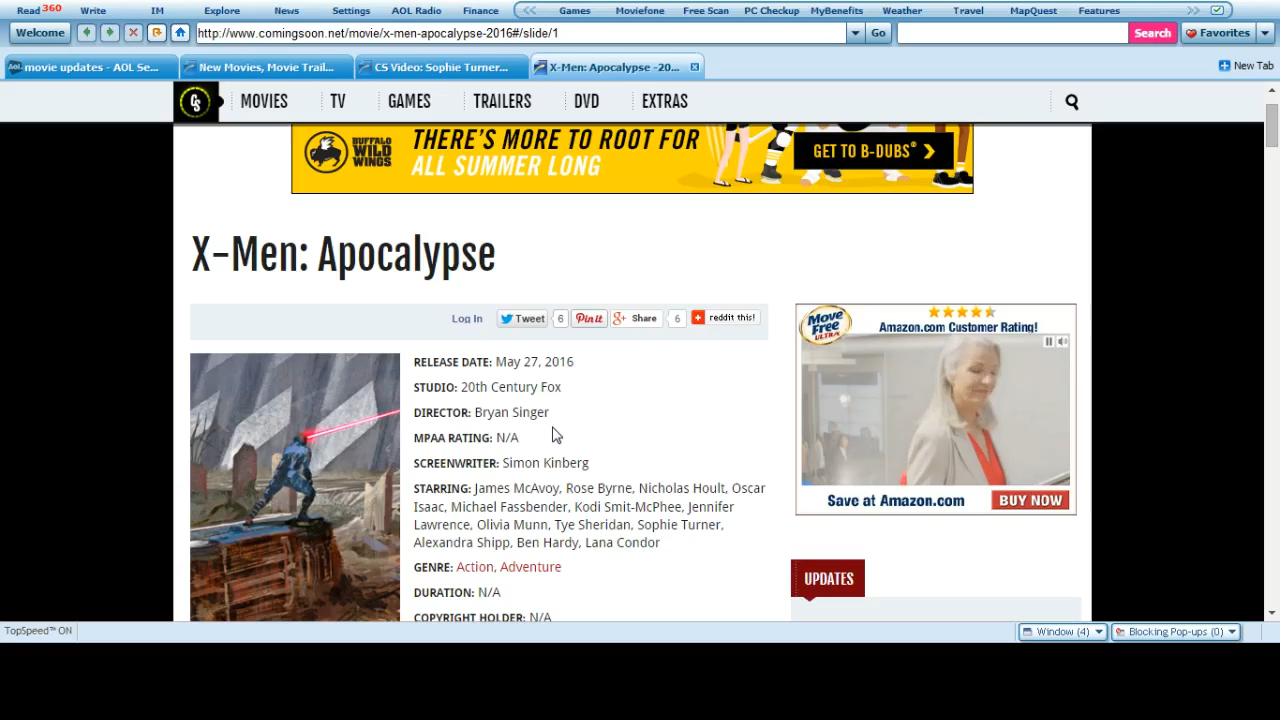 Read 360 Write IM Explore News Settings AOL Radio Finance Games Moviefone Free Scan PC Checkup MyBenefits Weather Travel MapQuest Features
Welcome http://www.comingsoon.net/movie/x-men-apocalypse-2016#/slide/1 Go Search Favorites
movie updates - AOL Se... New Movies, Movie Trail... CS Video: Sophie Turner... X-Men: Apocalypse -20... New Tab
CS MOVIES TV GAMES TRAILERS DVD EXTRAS
BUFFALO WILD WINGS
THERE'S MORE TO ROOT FOR
ALL SUMMER LONG
GET TO B-DUBS®
X-Men: Apocalypse
Log In Tweet 6 Pin it Share 6 reddit this!
RELEASE DATE: May 27, 2016
STUDIO: 20th Century Fox
DIRECTOR: Bryan Singer
MPAA RATING: N/A
SCREENWRITER: Simon Kinberg
STARRING: James McAvoy, Rose Byrne, Nicholas Hoult, Oscar
Isaac, Michael Fassbender, Kodi Smit-McPhee, Jennifer
Lawrence, Olivia Munn, Tye Sheridan, Sophie Turner,
Alexandra Shipp, Ben Hardy, Lana Condor
GENRE: Action, Adventure
DURATION: N/A
COPYRIGHT HOLDER: N/A
Move Free ULTRA
Amazon.com Customer Rating!
Save at Amazon.com BUY NOW
UPDATES
TopSpeed™ ON Window (4) Blocking Pop-ups (0)